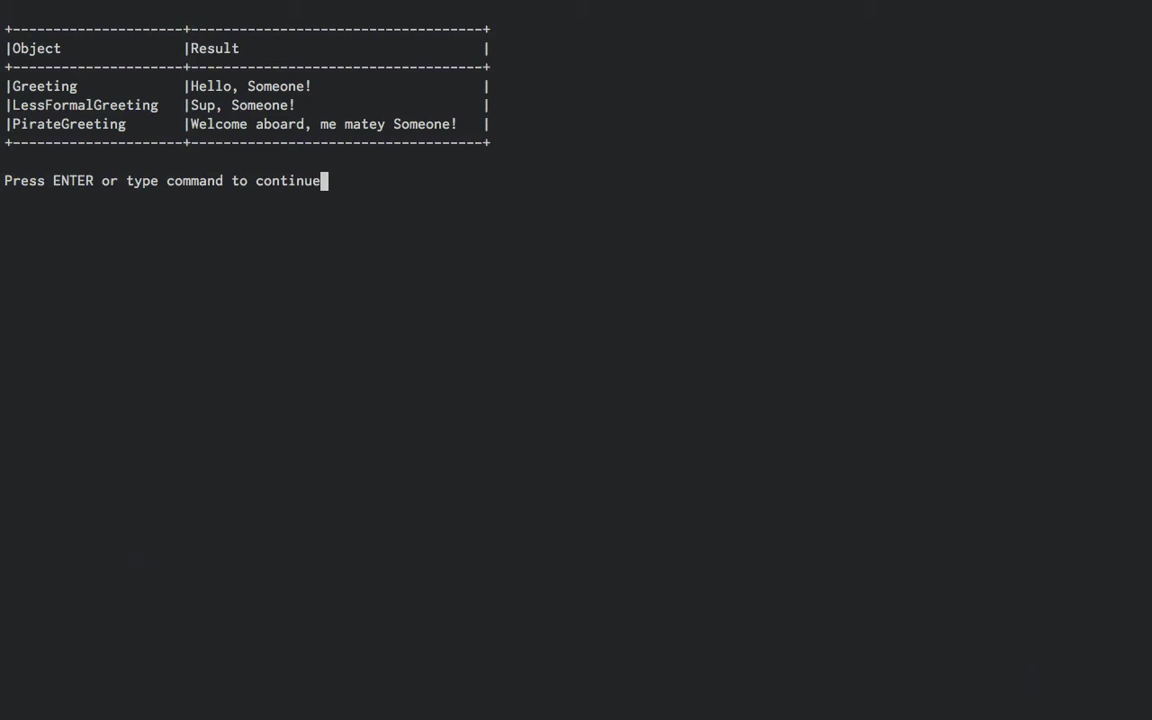 +----------------------+------------------------------------+
|Object               |Result                              |
+----------------------+------------------------------------+
|Greeting             |Hello, Someone!                     |
|LessFormalGreeting   |Sup, Someone!                       |
|PirateGreeting       |Welcome aboard, me matey Someone!   |
+----------------------+------------------------------------+
Press ENTER or type command to continue